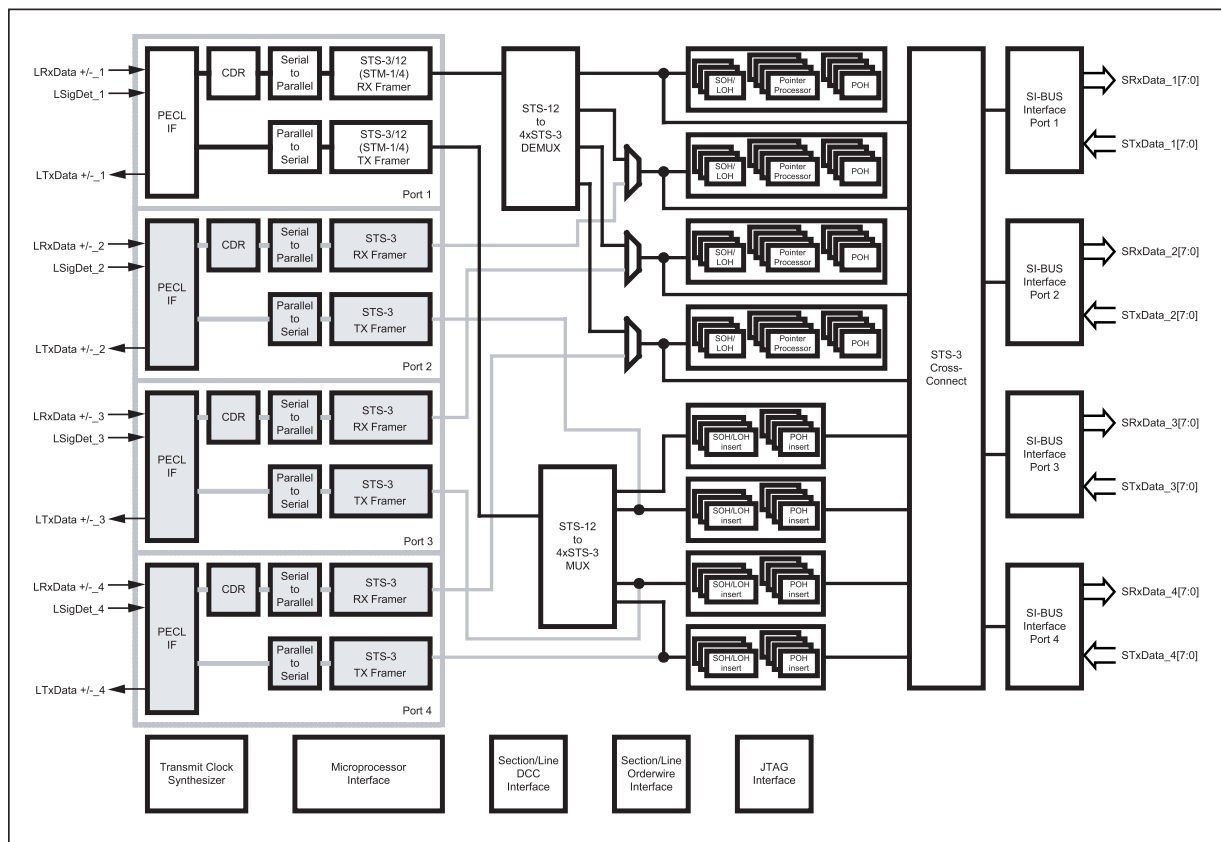 LRxData +/-_1
LSigDet_1
LTxData +/-_1
PECL
IF
CDR
Serial
to
Parallel
STS-3/12
(STM-1/4)
RX Framer
Parallel
to
Serial
STS-3/12
(STM-1/4)
TX Framer
Port 1
LRxData +/-_2
LSigDet_2
LTxData +/-_2
PECL
IF
CDR
Serial
to
Parallel
STS-3
RX Framer
Parallel
to
Serial
STS-3
TX Framer
Port 2
LRxData +/-_3
LSigDet_3
LTxData +/-_3
PECL
IF
CDR
Serial
to
Parallel
STS-3
RX Framer
Parallel
to
Serial
STS-3
TX Framer
Port 3
LRxData +/-_4
LSigDet_4
LTxData +/-_4
PECL
IF
CDR
Serial
to
Parallel
STS-3
RX Framer
Parallel
to
Serial
STS-3
TX Framer
Port 4
STS-12
to
4xSTS-3
DEMUX
STS-12
to
4xSTS-3
MUX
SOH/
LOH
Pointer
Processor
POH
SOH/
LOH
Pointer
Processor
POH
SOH/
LOH
Pointer
Processor
POH
SOH/
LOH
Pointer
Processor
POH
SOH/LOH
insert
POH
insert
SOH/LOH
insert
POH
insert
SOH/LOH
insert
POH
insert
SOH/LOH
insert
POH
insert
STS-3
Cross-
Connect
SI-BUS
Interface
Port 1
SRxData_1[7:0]
STxData_1[7:0]
SI-BUS
Interface
Port 2
SRxData_2[7:0]
STxData_2[7:0]
SI-BUS
Interface
Port 3
SRxData_3[7:0]
STxData_3[7:0]
SI-BUS
Interface
Port 4
SRxData_4[7:0]
STxData_4[7:0]
Transmit Clock
Synthesizer
Microprocessor
Interface
Section/Line
DCC
Interface
Section/Line
Orderwire
Interface
JTAG
Interface